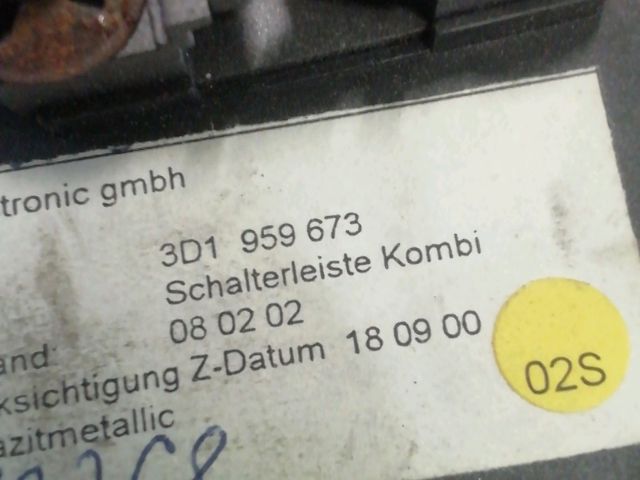 tronic gmbh
3D1 959 673
Schalterleiste Kombi
08 02 02
and:
ksichtigung Z-Datum 18 09 00
azitmetallic
02S